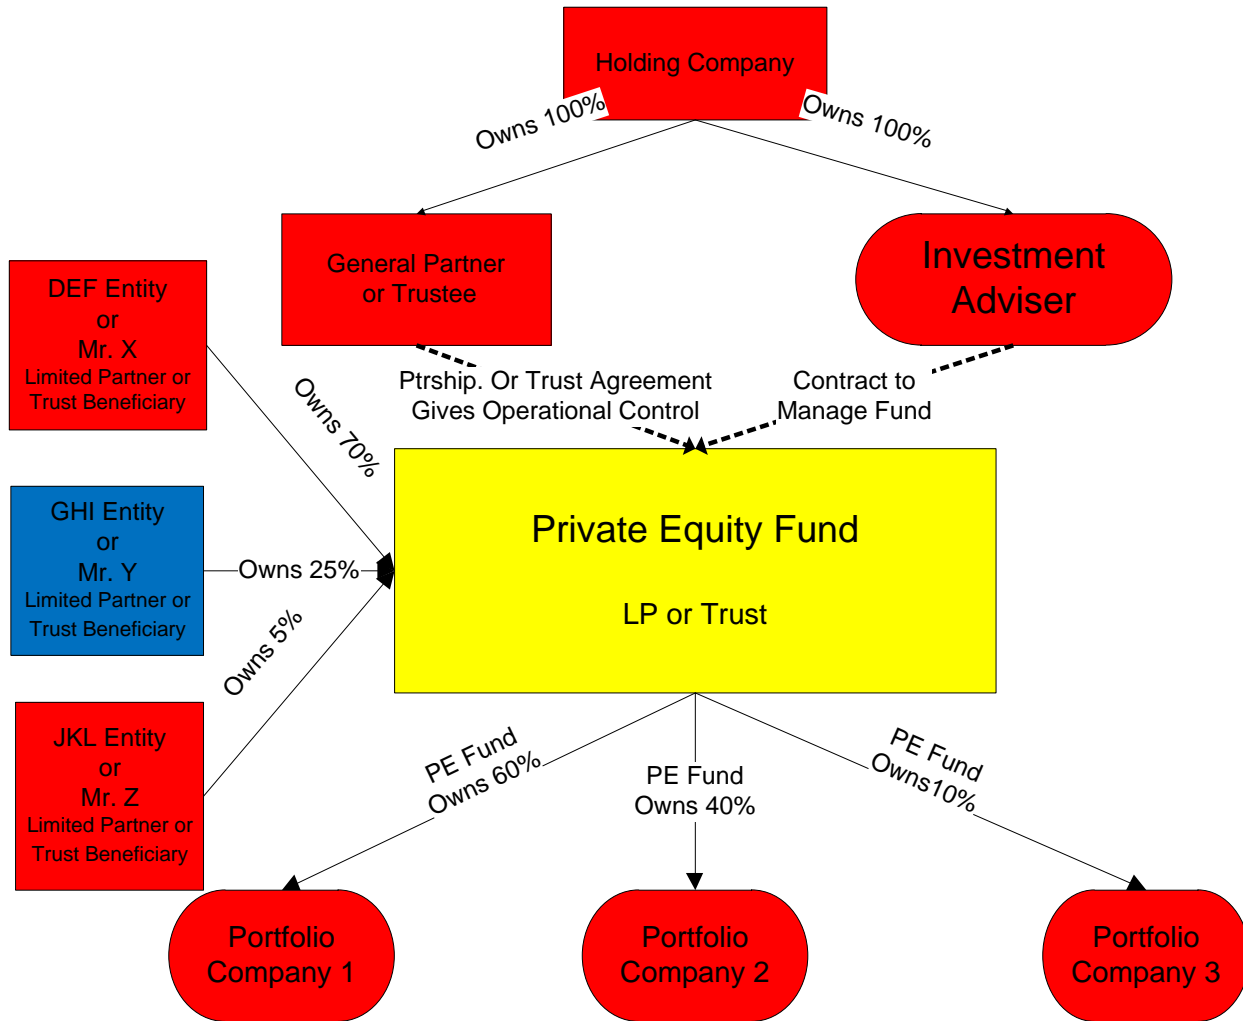 Holding Company
Owns 100%
Owns 100%
General Partner
or Trustee
Investment
Adviser
DEF Entity
or
Mr. X
Limited Partner or
Trust Beneficiary
Ptrship. Or Trust Agreement
Gives Operational Control
Contract to
Manage Fund
Owns 70%
GHI Entity
or
Mr. Y
Limited Partner or
Trust Beneficiary
Owns 25%
Private Equity Fund
LP or Trust
Owns 5%
JKL Entity
or
Mr. Z
Limited Partner or
Trust Beneficiary
PE Fund
Owns 60%
PE Fund
Owns 40%
PE Fund
Owns10%
Portfolio
Company 1
Portfolio
Company 2
Portfolio
Company 3